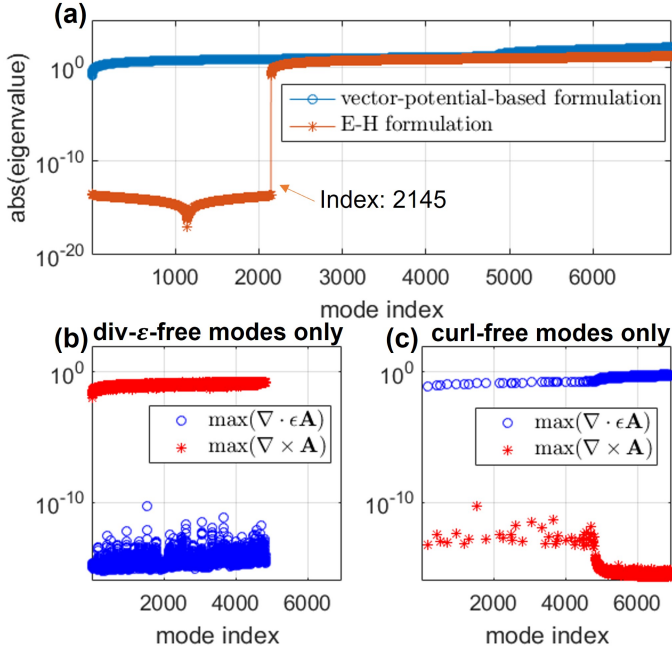 (a)
10^0
10^-10
10^-20
abs(eigenvalue)
vector-potential-based formulation
E-H formulation
Index: 2145
1000 2000 3000 4000 5000 6000
mode index
(b) div-ε-free modes only
10^0
10^-10
max(∇ · ϵA)
max(∇ × A)
2000 4000 6000
mode index
(c) curl-free modes only
10^0
10^-10
max(∇ · ϵA)
max(∇ × A)
2000 4000 6000
mode index